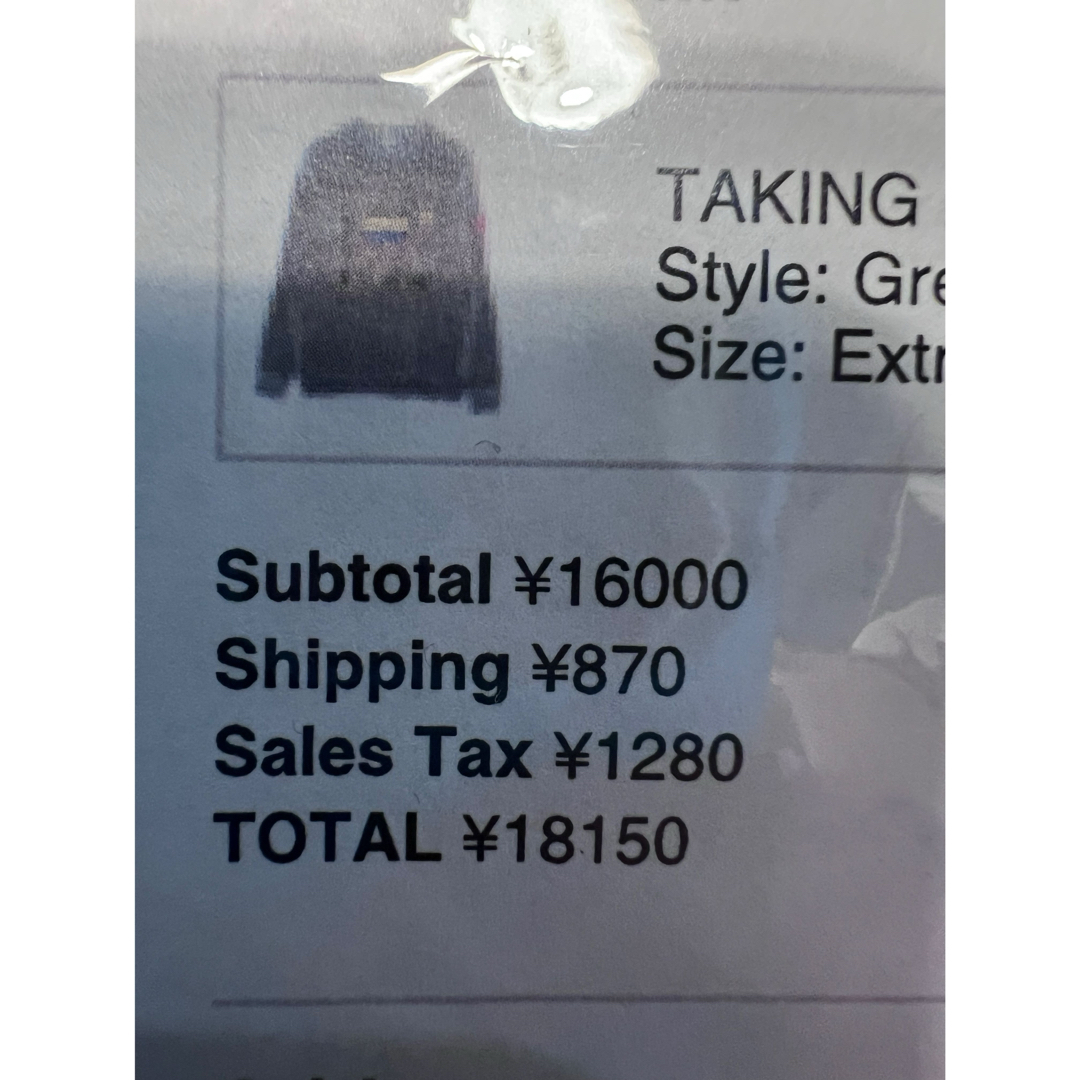 TAKING
Style: Gre
Size: Extr
Subtotal ¥16000
Shipping ¥870
Sales Tax ¥1280
TOTAL ¥18150